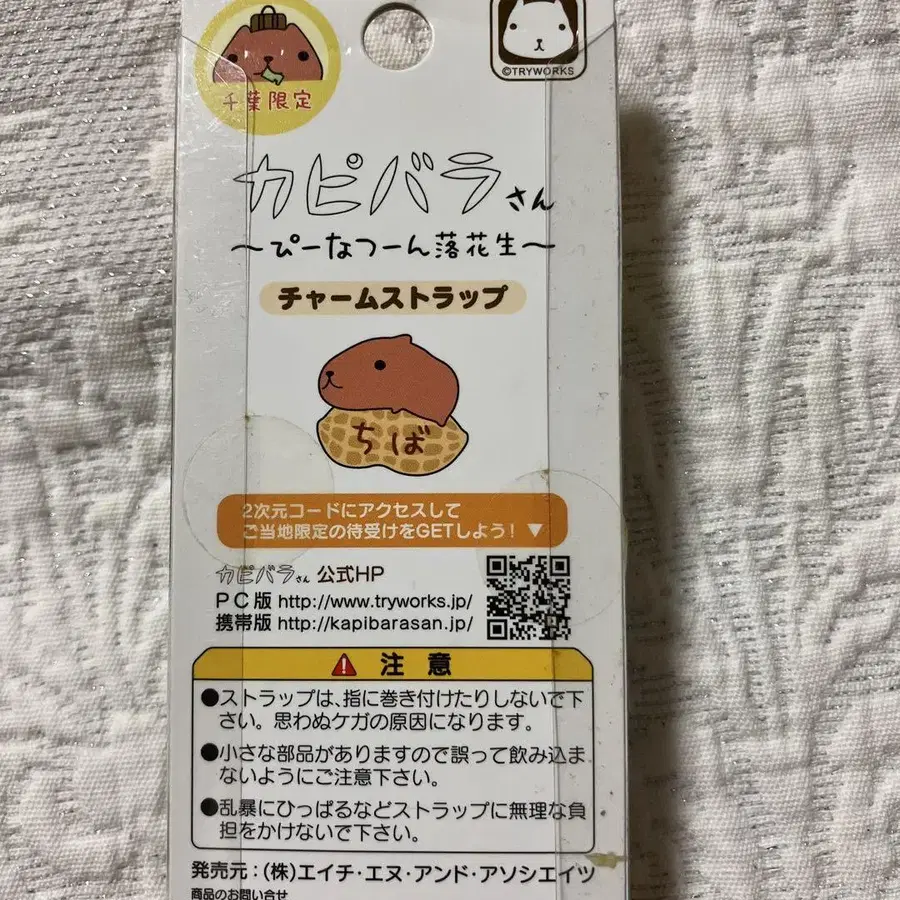 千葉限定
©TRYWORKS
カピバラさん
～ぴーなつーん落花生～
チャームストラップ
ちば
2次元コードにアクセスして
ご当地限定の待受けをGETしよう！▼
カピバラさん 公式HP
PC版 http://www.tryworks.jp/
携帯版 http://kapibarasan.jp/
注意
●ストラップは、指に巻き付けたりしないで下
さい。思わぬケガの原因になります。
●小さな部品がありますので誤って飲み込ま
ないようにご注意下さい。
●乱暴にひっぱるなどストラップに無理な負
担をかけないで下さい。
発売元：(株)エイチ・エヌ・アンド・アソシエイツ
商品のお問い合せ